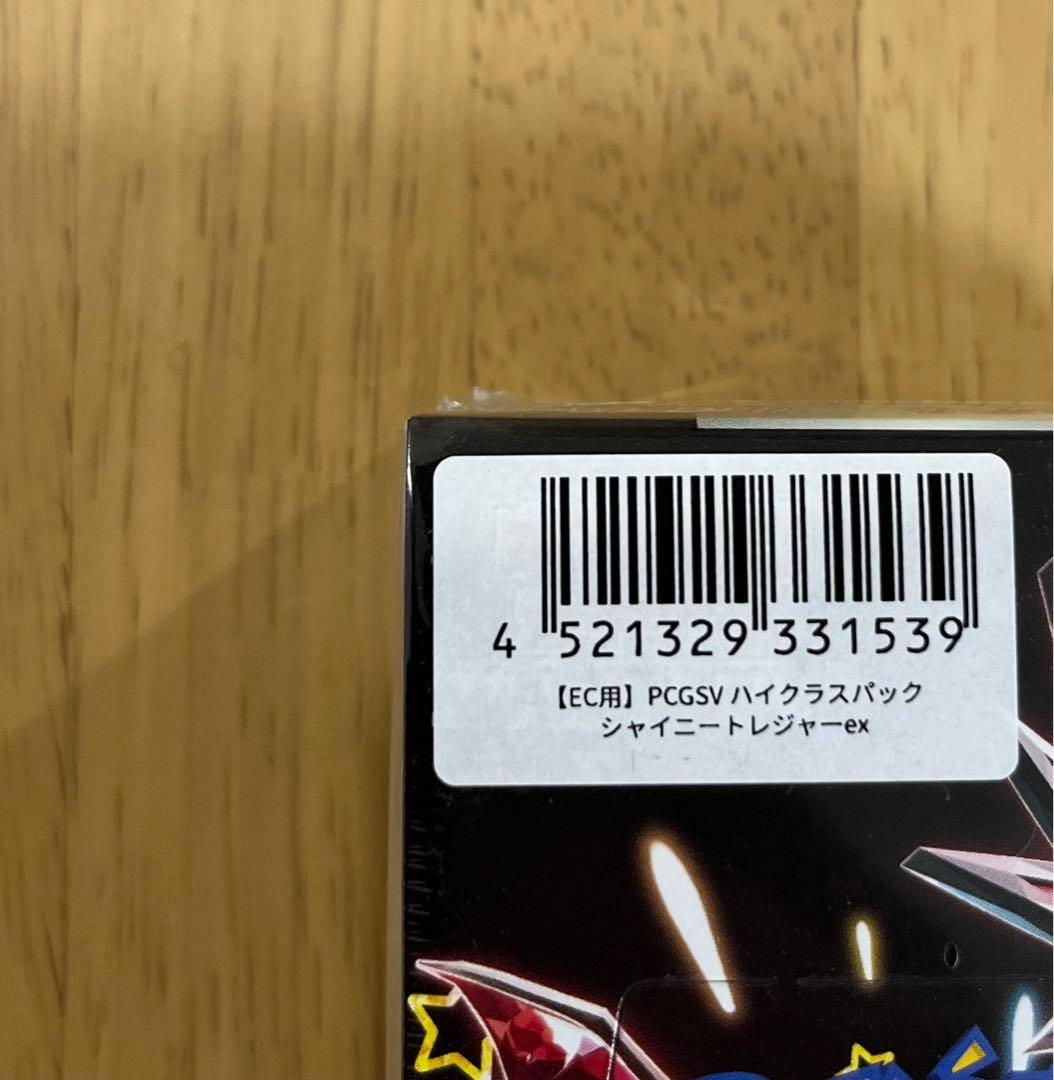 4 521329 331539
【EC用】PCGSV ハイクラスパック
シャイニートレジャーex